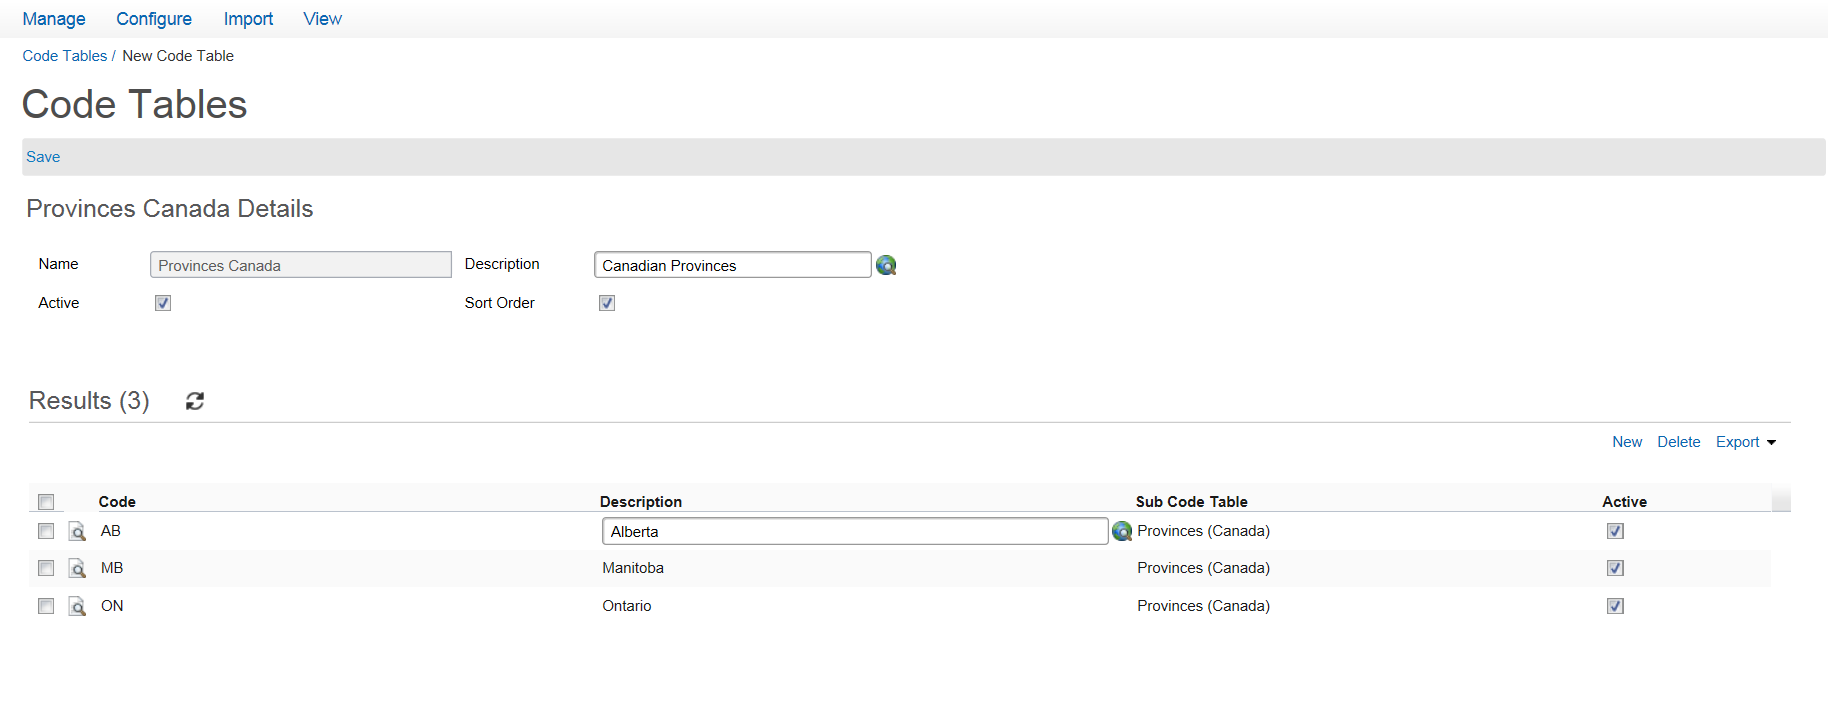 Manage Configure Import View
Code Tables / New Code Table
Code Tables
Save
Provinces Canada Details
Name Provinces Canada Description Canadian Provinces
Active Sort Order
Results (3)
New Delete Export
Code Description Sub Code Table Active
AB Alberta Provinces (Canada)
MB Manitoba Provinces (Canada)
ON Ontario Provinces (Canada)